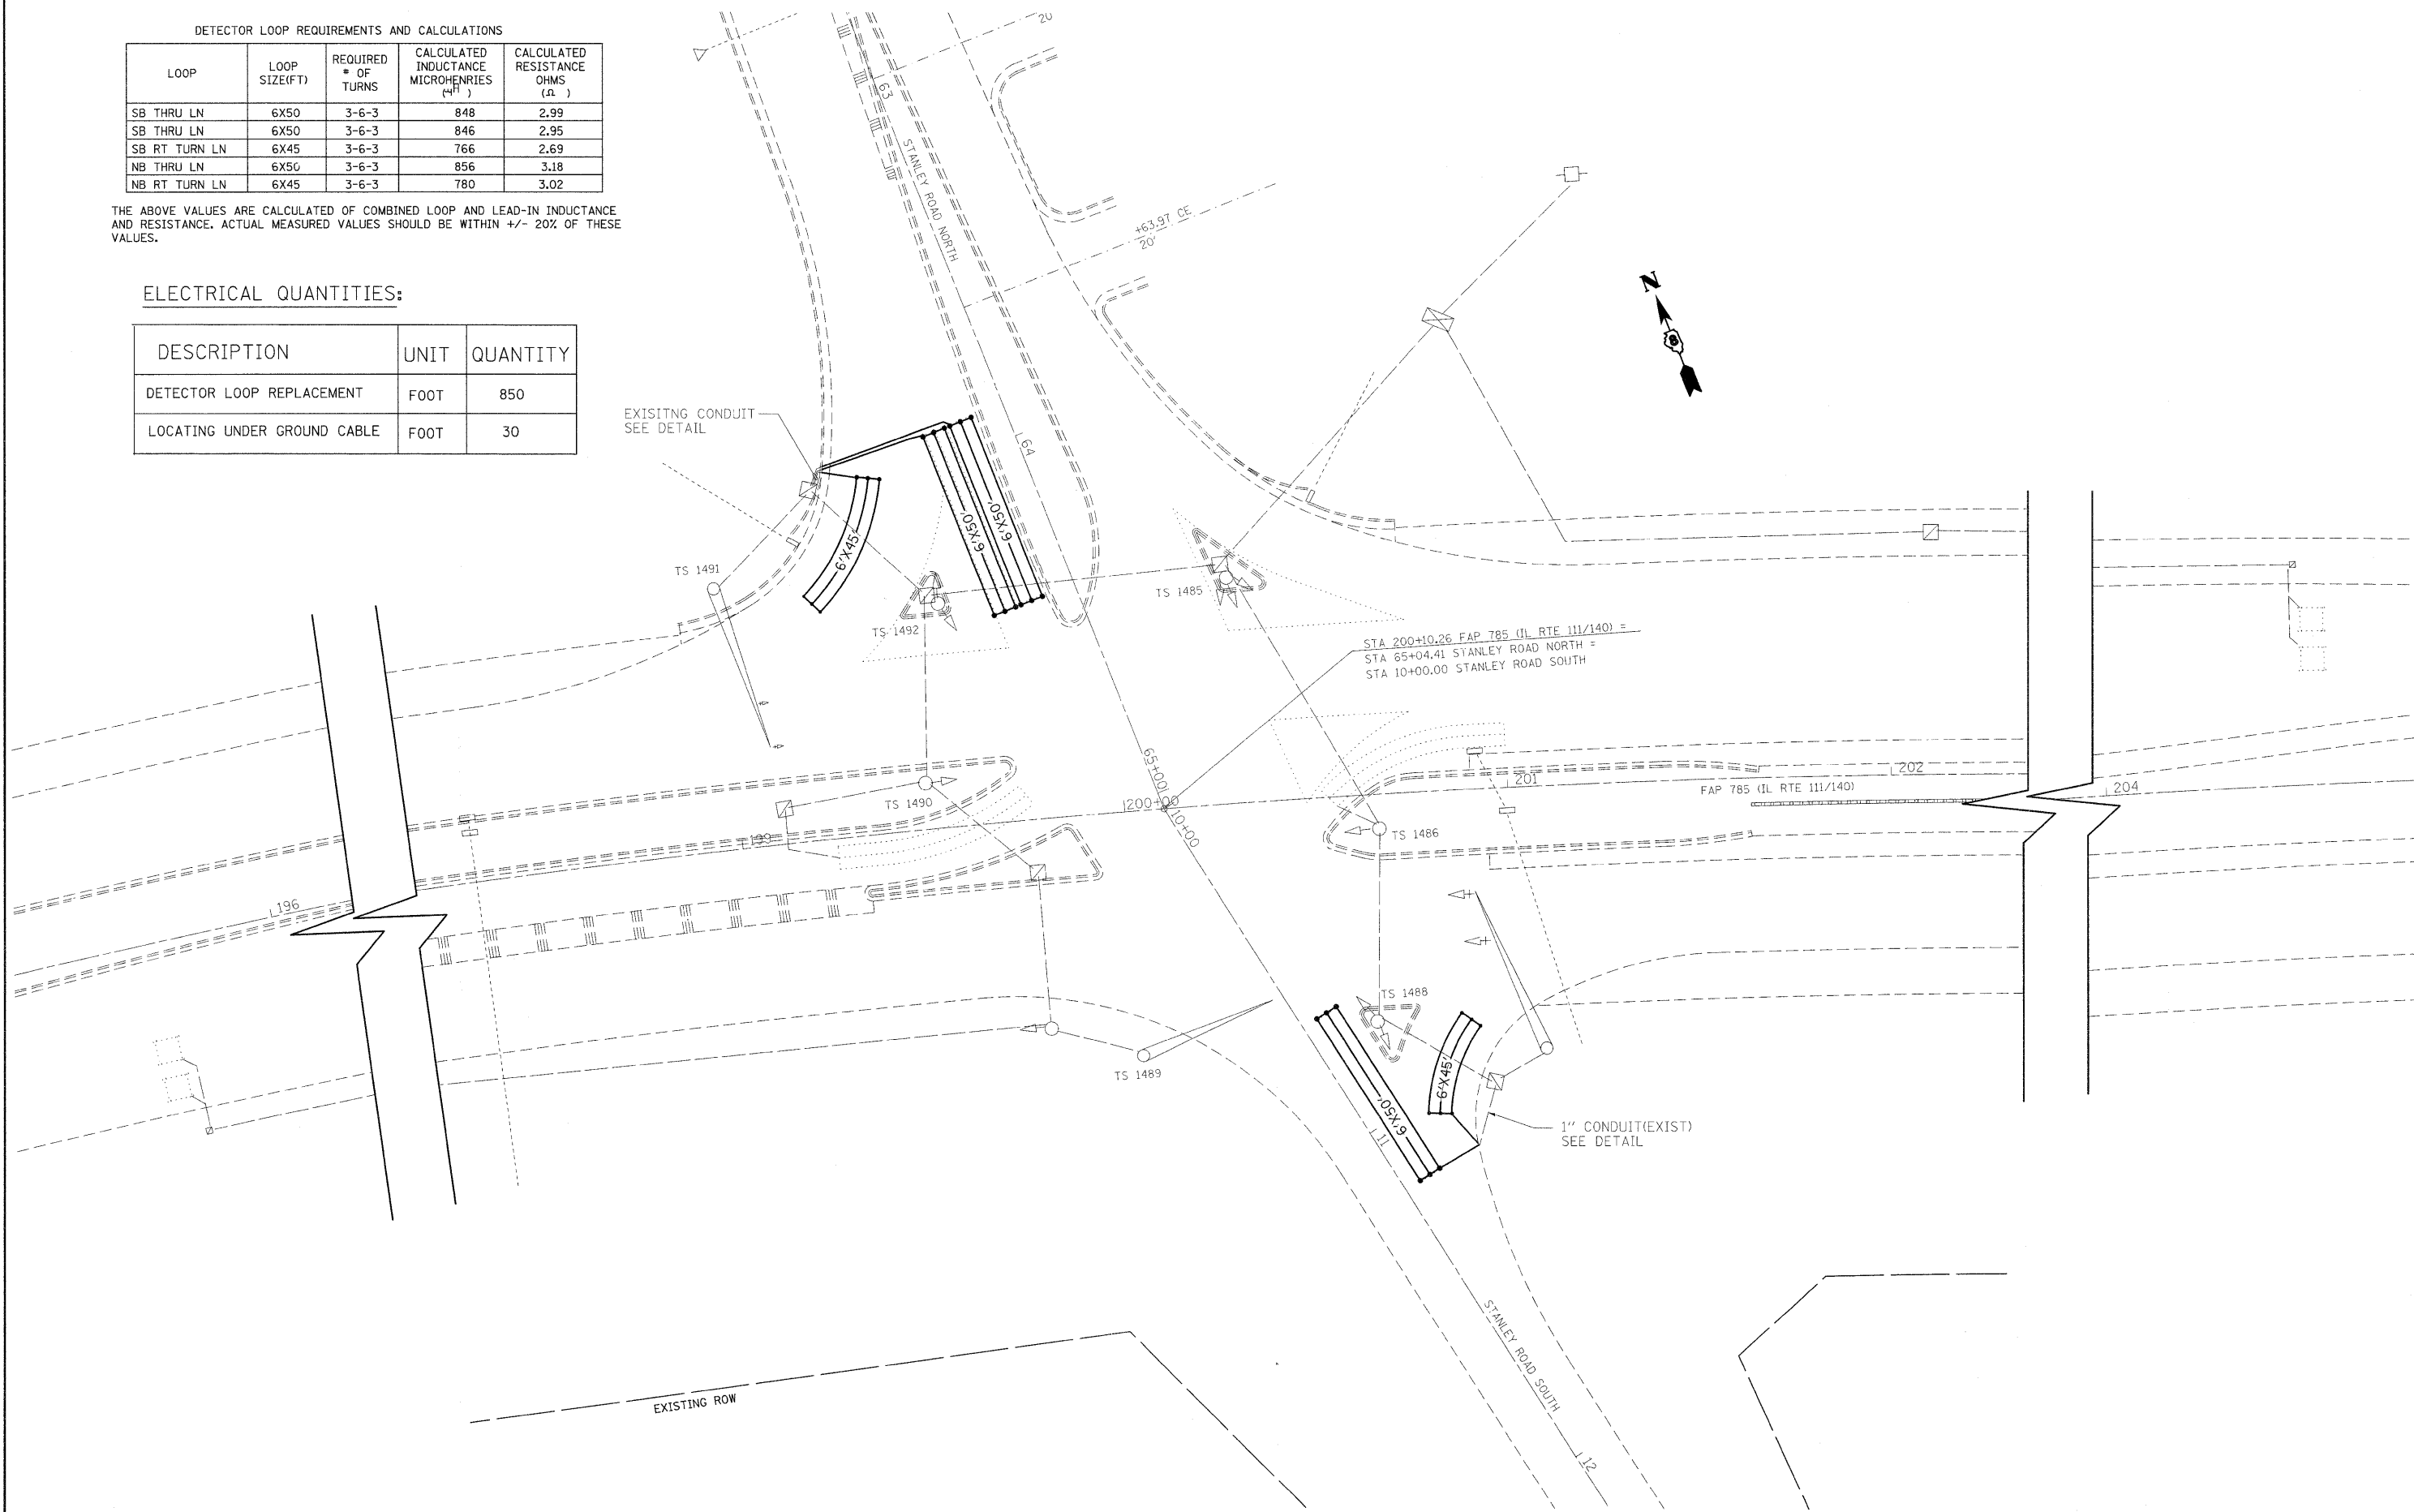 DETECTOR LOOP REQUIREMENTS AND CALCULATIONS
LOOP
LOOP SIZE(FT)
REQUIRED # OF TURNS
CALCULATED INDUCTANCE MICROHENRIES (μH)
CALCULATED RESISTANCE OHMS (Ω)
SB THRU LN 6X50 3-6-3 848 2.99
SB THRU LN 6X50 3-6-3 846 2.95
SB RT TURN LN 6X45 3-6-3 766 2.69
NB THRU LN 6X50 3-6-3 856 3.18
NB RT TURN LN 6X45 3-6-3 780 3.02
THE ABOVE VALUES ARE CALCULATED OF COMBINED LOOP AND LEAD-IN INDUCTANCE
AND RESISTANCE. ACTUAL MEASURED VALUES SHOULD BE WITHIN +/- 20% OF THESE
VALUES.
ELECTRICAL QUANTITIES:
DESCRIPTION UNIT QUANTITY
DETECTOR LOOP REPLACEMENT FOOT 850
LOCATING UNDER GROUND CABLE FOOT 30
20
63
STANLEY ROAD NORTH
+63.97 CE
20'
N
8
EXISITNG CONDUIT
SEE DETAIL
64
6'X50'
6'X50'
6'X45'
TS 1491
TS 1492
TS 1485
STA 200+10.26 FAP 785 (IL RTE 111/140) =
STA 65+04.41 STANLEY ROAD NORTH =
STA 10+00.00 STANLEY ROAD SOUTH
65+00
200+00
10+00
201
202
FAP 785 (IL RTE 111/140)
204
TS 1490
TS 1486
199
196
TS 1488
TS 1489
6'X45'
6'X50'
11
1" CONDUIT(EXIST)
SEE DETAIL
STANLEY ROAD SOUTH
12
EXISTING ROW